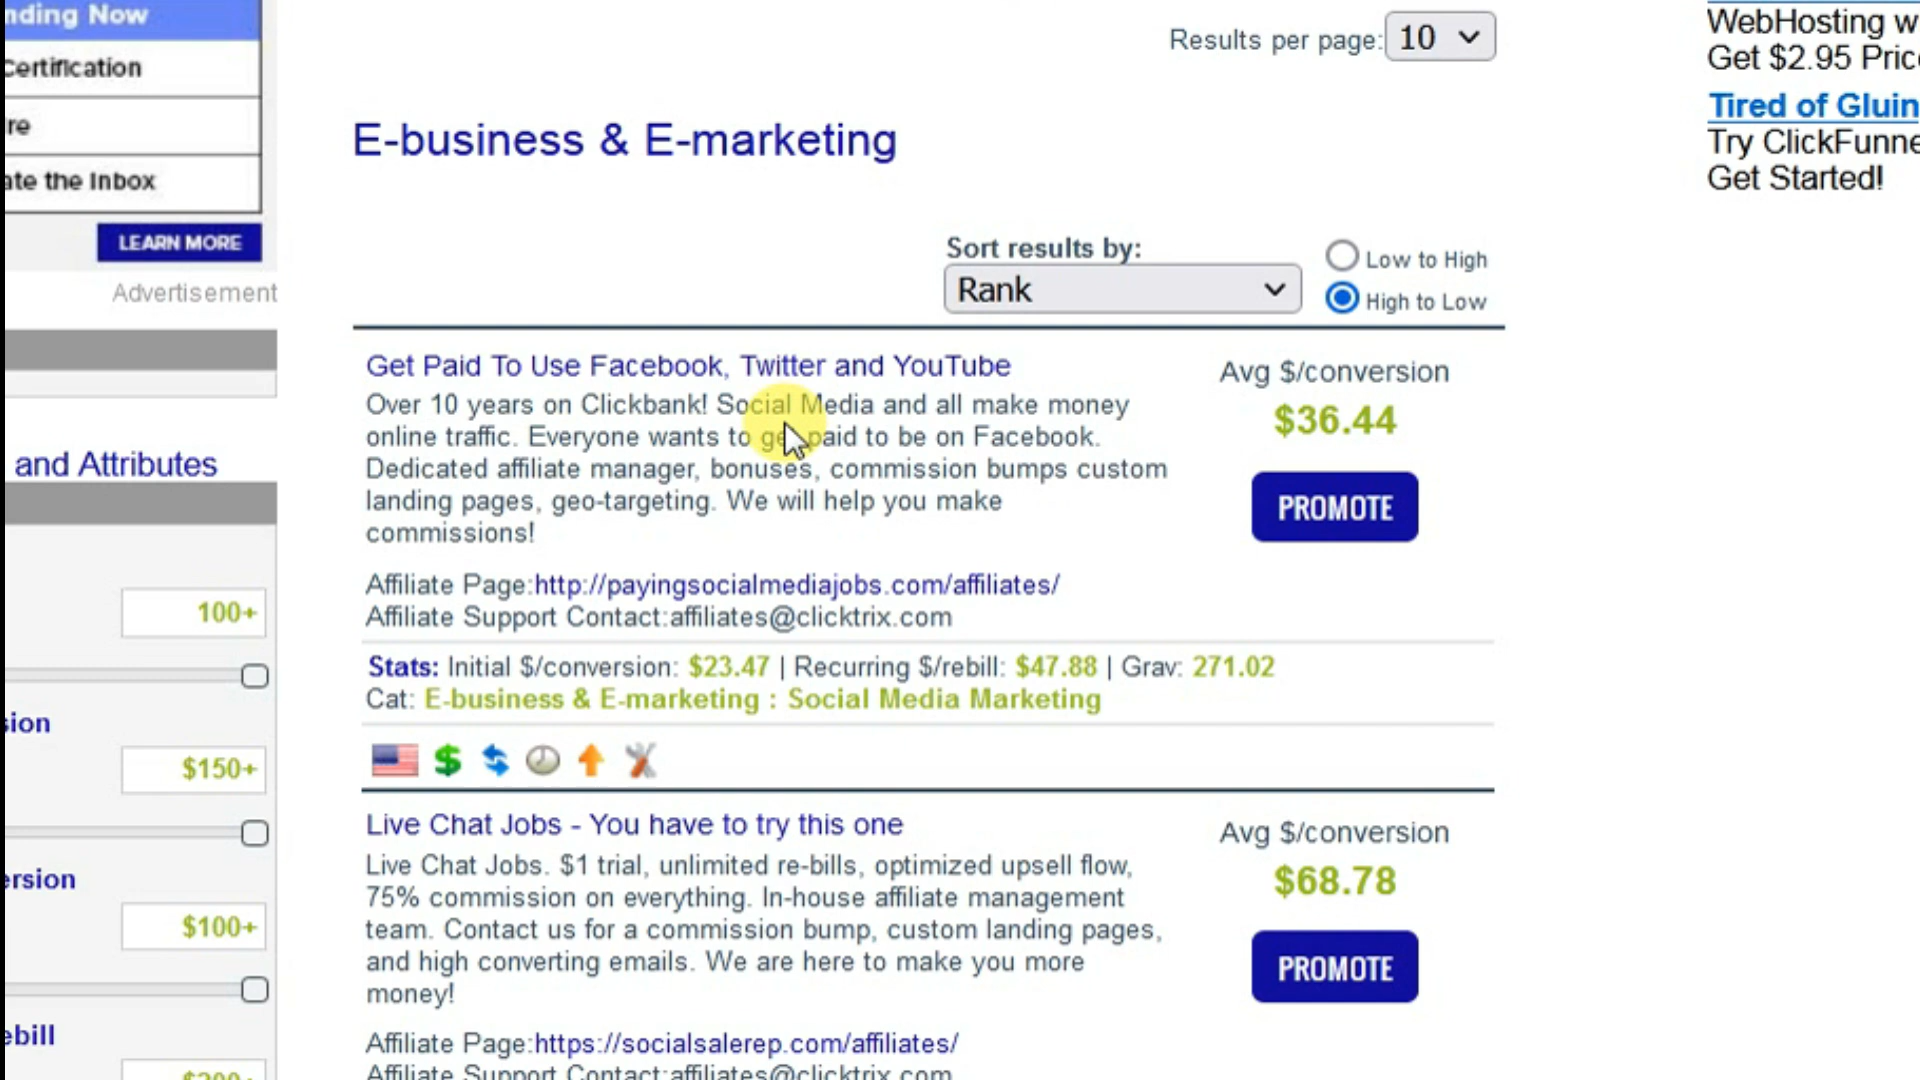 nding Now
Certification
re
ate the Inbox
LEARN MORE
Advertisement
and Attributes
100+
sion
$150+
ersion
$100+
ebill
$200+
Results per page: 10
E-business & E-marketing
Sort results by:
Rank
Low to High
High to Low
Get Paid To Use Facebook, Twitter and YouTube
Over 10 years on Clickbank! Social Media and all make money
online traffic. Everyone wants to get paid to be on Facebook.
Dedicated affiliate manager, bonuses, commission bumps custom
landing pages, geo-targeting. We will help you make
commissions!
Avg $/conversion
$36.44
PROMOTE
Affiliate Page:http://payingsocialmediajobs.com/affiliates/
Affiliate Support Contact:affiliates@clicktrix.com
Stats: Initial $/conversion: $23.47 | Recurring $/rebill: $47.88 | Grav: 271.02
Cat: E-business & E-marketing : Social Media Marketing
Live Chat Jobs - You have to try this one
Live Chat Jobs. $1 trial, unlimited re-bills, optimized upsell flow,
75% commission on everything. In-house affiliate management
team. Contact us for a commission bump, custom landing pages,
and high converting emails. We are here to make you more
money!
Avg $/conversion
$68.78
PROMOTE
Affiliate Page:https://socialsalerep.com/affiliates/
Affiliate Support Contact:affiliates@clicktrix.com
WebHosting w
Get $2.95 Pric
Tired of Gluin
Try ClickFunne
Get Started!